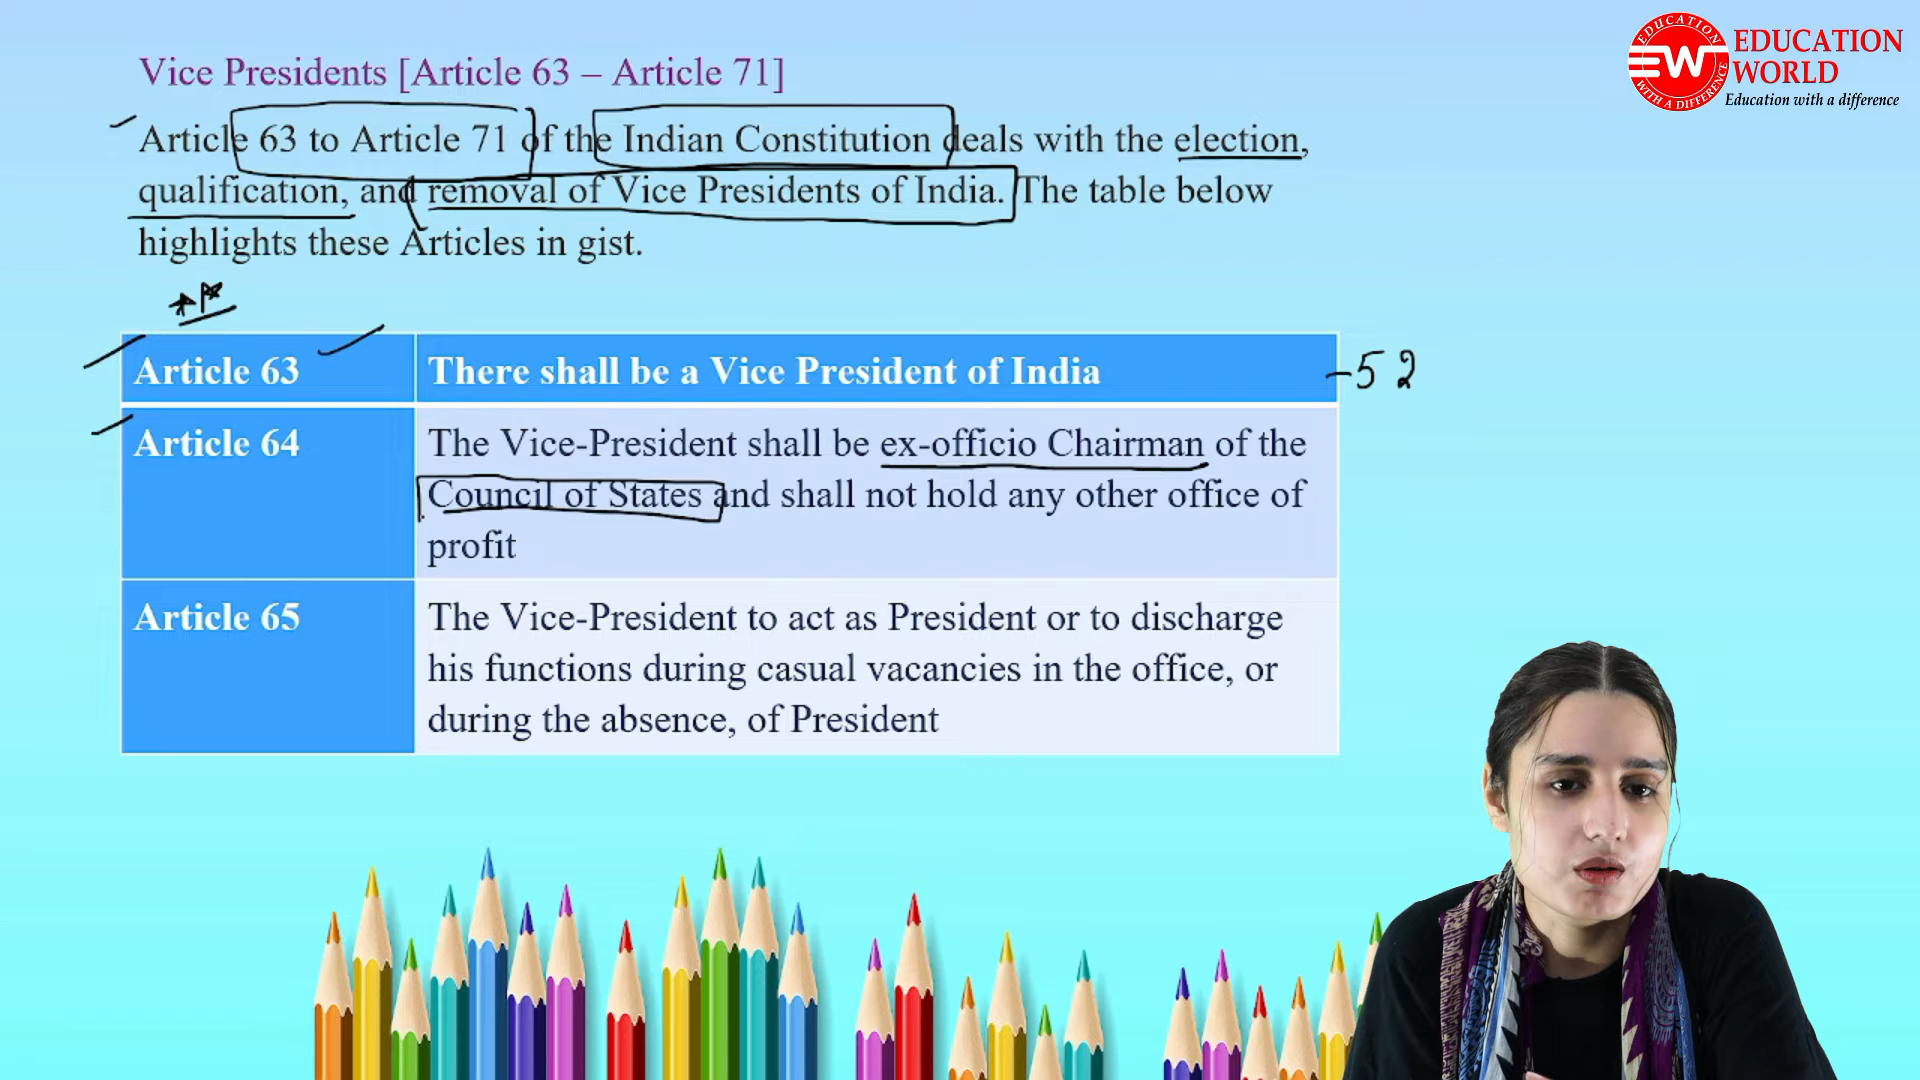 EDUCATION
WITH A DIFFERENCE
EW
EDUCATION
WORLD
Education with a difference
Vice Presidents [Article 63 – Article 71]
Article 63 to Article 71 of the Indian Constitution deals with the election,
qualification, and removal of Vice Presidents of India. The table below
highlights these Articles in gist.
Article 63 There shall be a Vice President of India - 52
Article 64 The Vice-President shall be ex-officio Chairman of the
Council of States and shall not hold any other office of
profit
Article 65 The Vice-President to act as President or to discharge
his functions during casual vacancies in the office, or
during the absence, of President